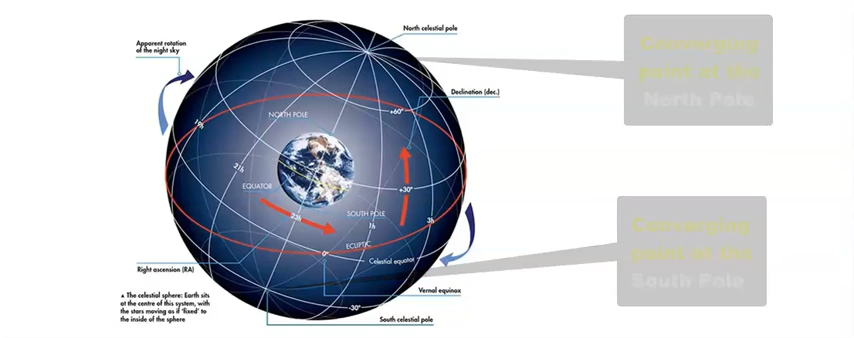 North celestial pole
Apparent rotation
of the night sky
Declination (dec.)
+60°
NORTH POLE
19h
21h
EQUATOR
+30°
23h
SOUTH POLE
1h
3h
ECLIPTIC
0°
Celestial equator
Right ascension (RA)
Vernal equinox
▲ The celestial sphere: Earth sits
at the centre of this system, with
the stars moving as if ‘fixed’ to
the inside of the sphere
-30°
South celestial pole
Converging
point at the
North Pole
Converging
point at the
South Pole